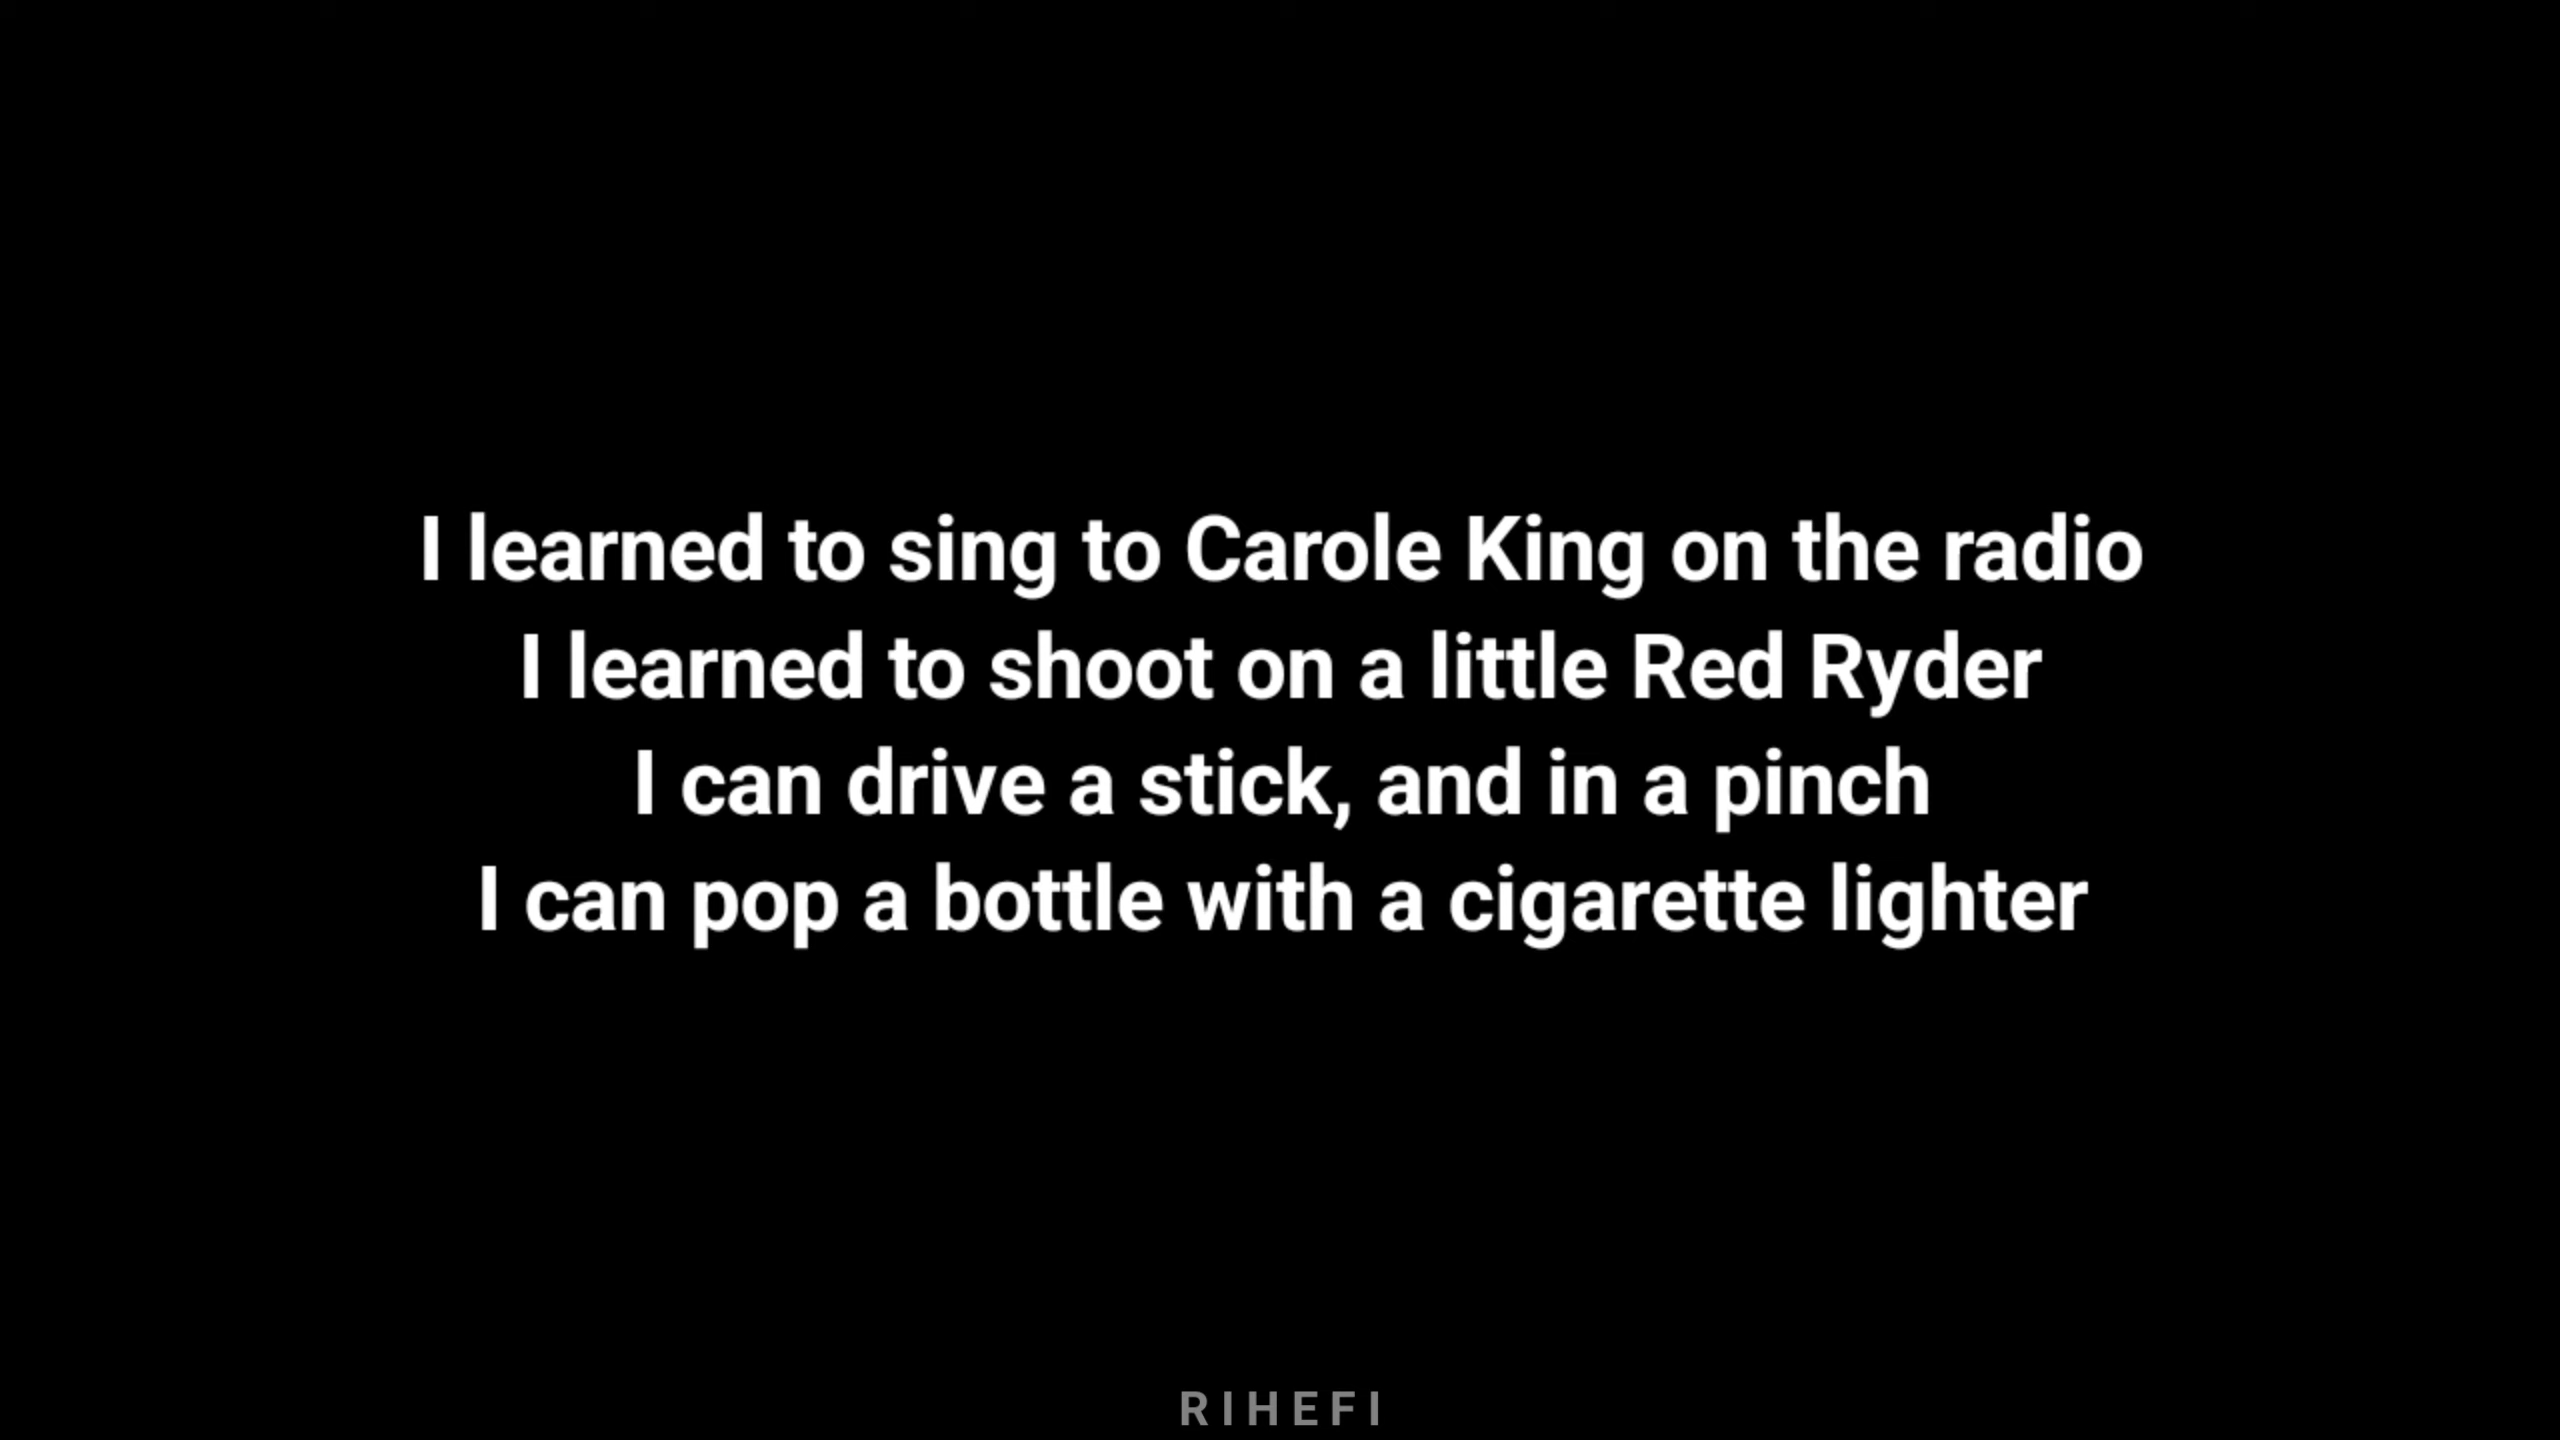 I learned to sing to Carole King on the radio
I learned to shoot on a little Red Ryder
I can drive a stick, and in a pinch
I can pop a bottle with a cigarette lighter
RIHEFI